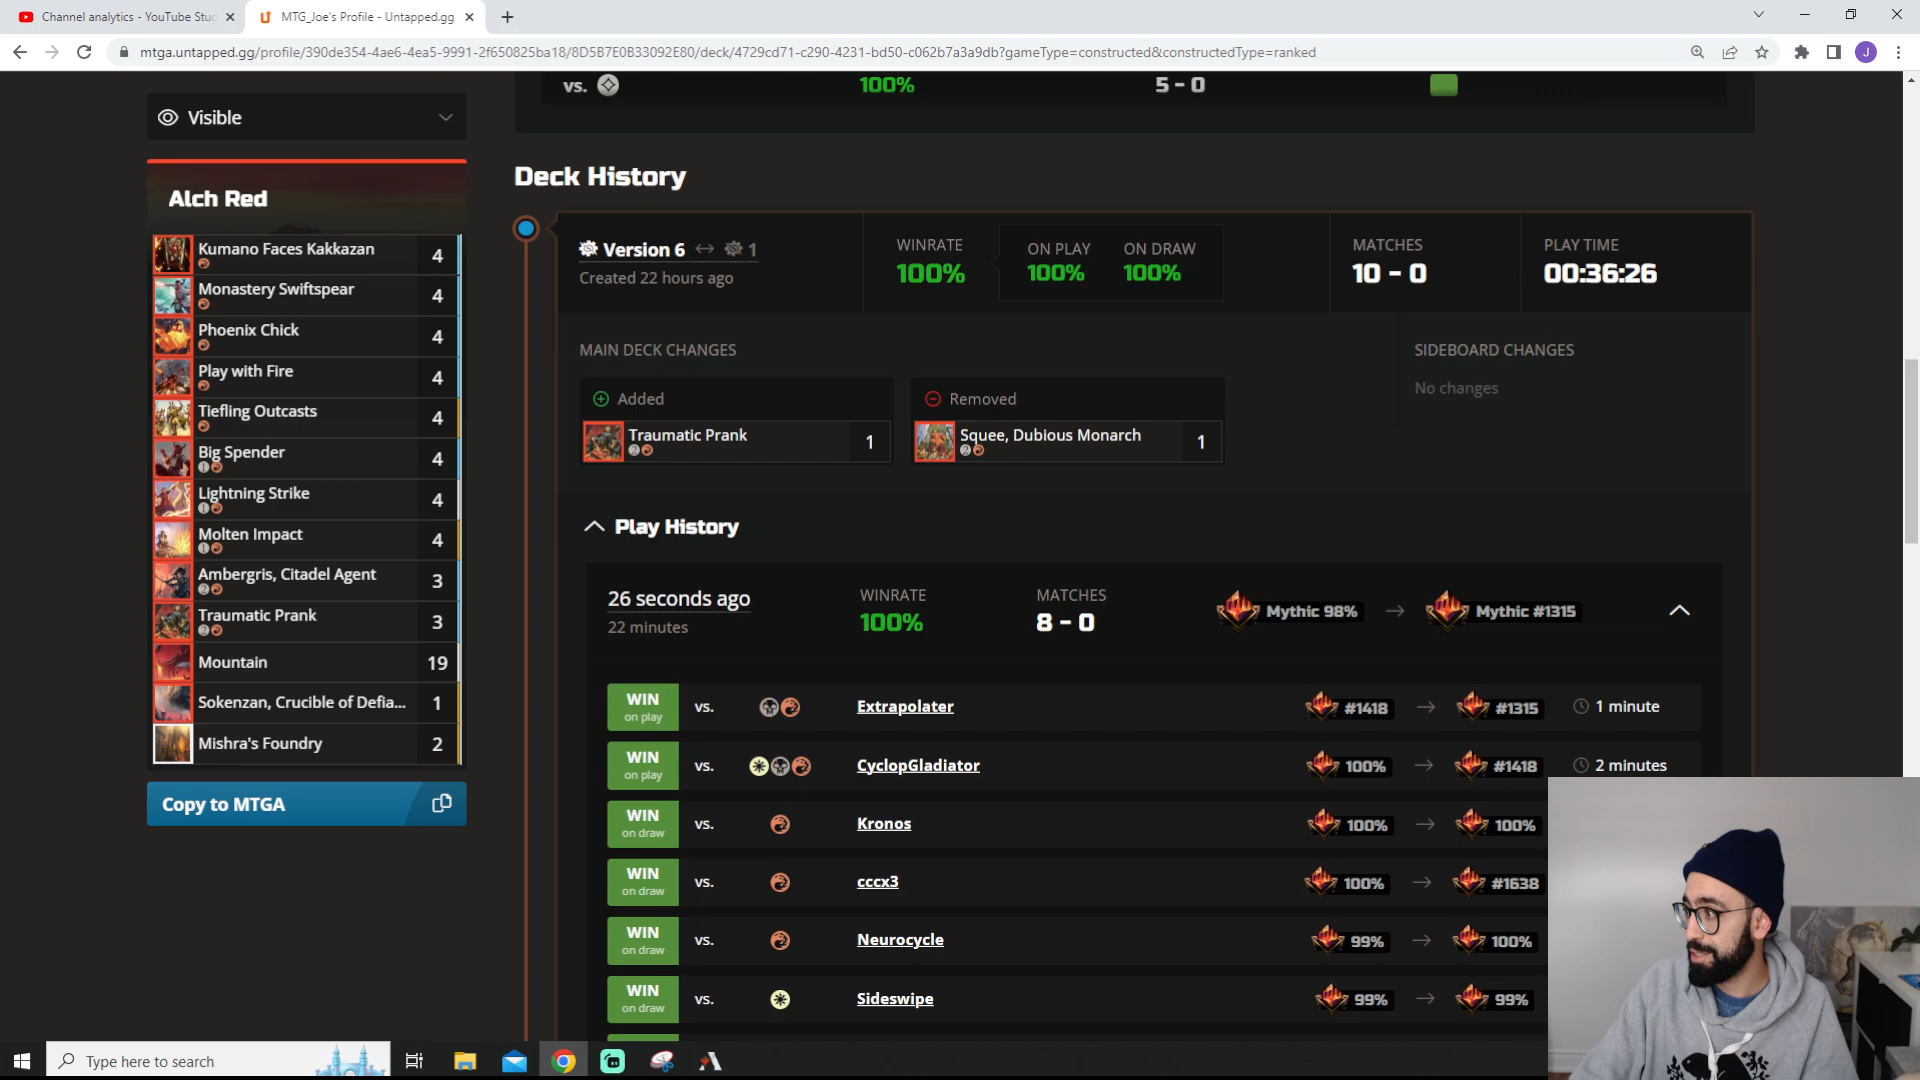 Channel analytics - YouTube Stud
MTG_Joe's Profile - Untapped.gg
mtga.untapped.gg/profile/390de354-4ae6-4ea5-9991-2f650825ba18/8D5B7E0B33092E80/deck/4729cd71-c290-4231-bd50-c062b7a3a9db?gameType=constructed&constructedType=ranked
J
vs. 100% 5 - 0
Visible
Alch Red
Kumano Faces Kakkazan 4
Monastery Swiftspear 4
Phoenix Chick 4
Play with Fire 4
Tiefling Outcasts 4
Big Spender 4
1
Lightning Strike 4
1
Molten Impact 4
1
Ambergris, Citadel Agent 3
2
Traumatic Prank 3
2
Mountain 19
Sokenzan, Crucible of Defia... 1
Mishra's Foundry 2
Copy to MTGA
Deck History
Version 6 1
Created 22 hours ago
WINRATE
100%
ON PLAY
100%
ON DRAW
100%
MATCHES
10 - 0
PLAY TIME
00:36:26
MAIN DECK CHANGES
Added
Traumatic Prank 1
2
Removed
Squee, Dubious Monarch 1
2
SIDEBOARD CHANGES
No changes
Play History
26 seconds ago
22 minutes
WINRATE
100%
MATCHES
8 - 0
Mythic 98% → Mythic #1315
WIN
on play
vs. Extrapolater #1418 → #1315 1 minute
WIN
on play
vs. CyclopGladiator 100% → #1418 2 minutes
WIN
on draw
vs. Kronos 100% → 100%
WIN
on draw
vs. cccx3 100% → #1638
WIN
on draw
vs. Neurocycle 99% → 100%
WIN
on draw
vs. Sideswipe 99% → 99%
Type here to search